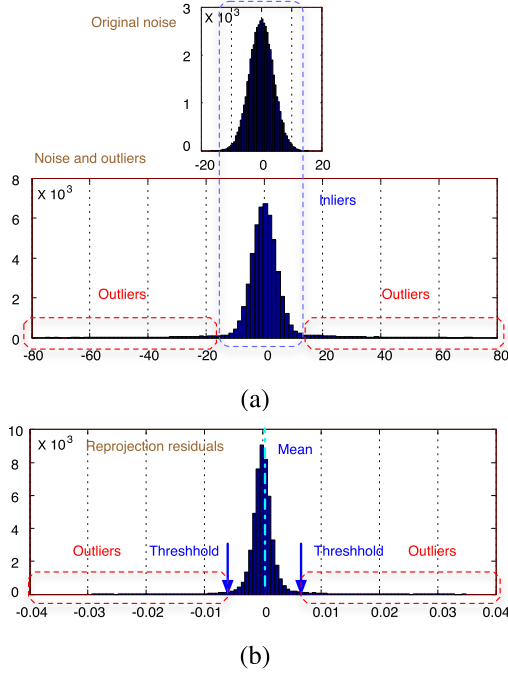 Original noise
X 10³
3
2
1
0
-20 0 20
Noise and outliers
X 10³
8
6
4
2
0
Inliers
Outliers Outliers
-80 -60 -40 -20 0 20 40 60 80
(a)
X 10³
10
8
6
4
2
0
Reprojection residuals
Mean
Outliers Threshhold Threshhold Outliers
-0.04 -0.03 -0.02 -0.01 0 0.01 0.02 0.03 0.04
(b)